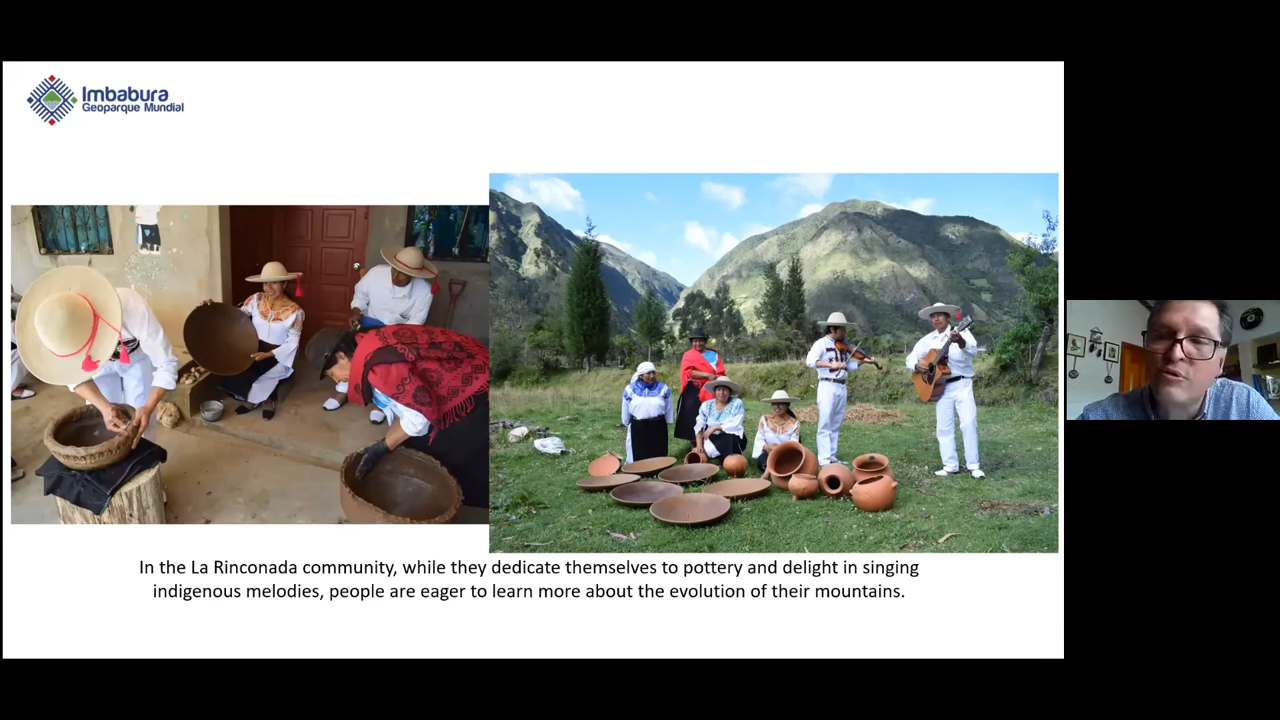 Imbabura
Geoparque Mundial
In the La Rinconada community, while they dedicate themselves to pottery and delight in singing
indigenous melodies, people are eager to learn more about the evolution of their mountains.